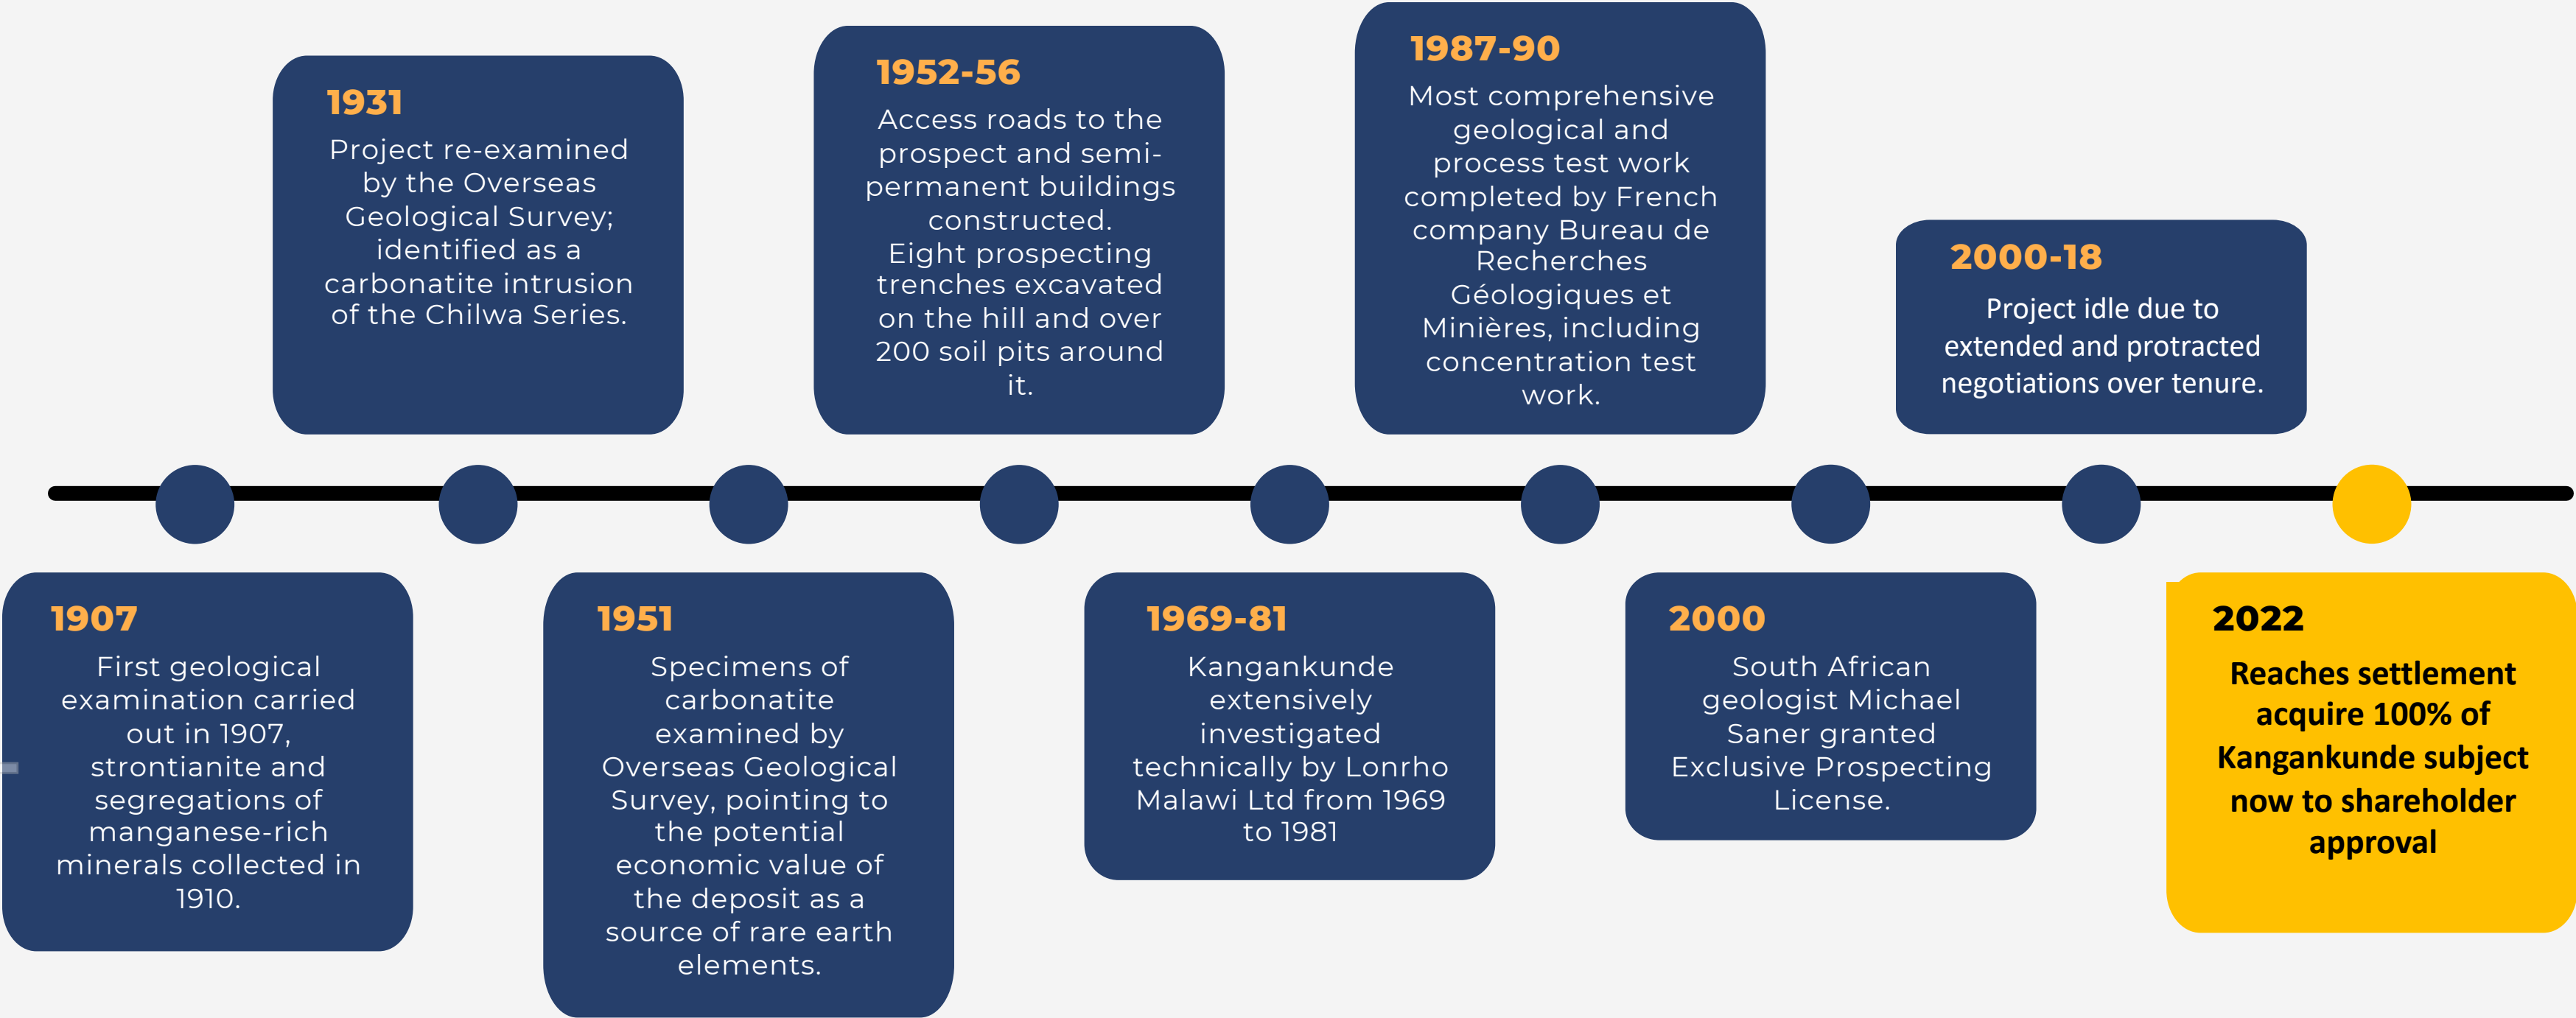 1907
First geological
examination carried
out in 1907,
strontianite and
segregations of
manganese-rich
minerals collected in
1910.
1931
Project re-examined
by the Overseas
Geological Survey;
identified as a
carbonatite intrusion
of the Chilwa Series.
1951
Specimens of
carbonatite
examined by
Overseas Geological
Survey, pointing to
the potential
economic value of
the deposit as a
source of rare earth
elements.
1952-56
Access roads to the
prospect and semi-
permanent buildings
constructed.
Eight prospecting
trenches excavated
on the hill and over
200 soil pits around
it.
1969-81
Kangankunde
extensively
investigated
technically by Lonrho
Malawi Ltd from 1969
to 1981
1987-90
Most comprehensive
geological and
process test work
completed by French
company Bureau de
Recherches
Géologiques et
Minières, including
concentration test
work.
2000
South African
geologist Michael
Saner granted
Exclusive Prospecting
License.
2000-18
Project idle due to
extended and protracted
negotiations over tenure.
2022
Reaches settlement
acquire 100% of
Kangankunde subject
now to shareholder
approval